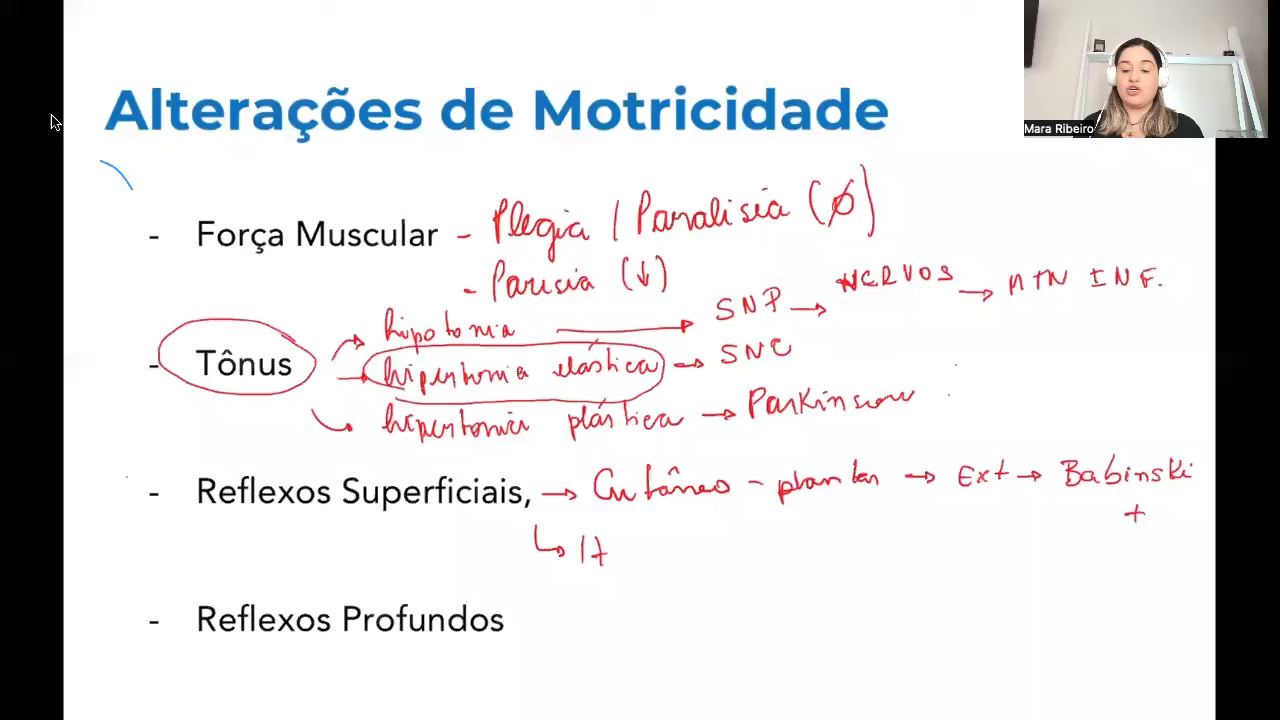 Alterações de Motricidade
Mara Ribeiro
- Força Muscular - Plegia / Paralisia (∅)
- Paresia (↓)
hipotonia → SNP → NERVOS → MTN INF.
- Tônus → hipertonia elástica → SNC
hipertonia plástica → Parkinson
- Reflexos Superficiais, → Cutâneo - plantar → Ext → Babinski
+
- Reflexos Profundos